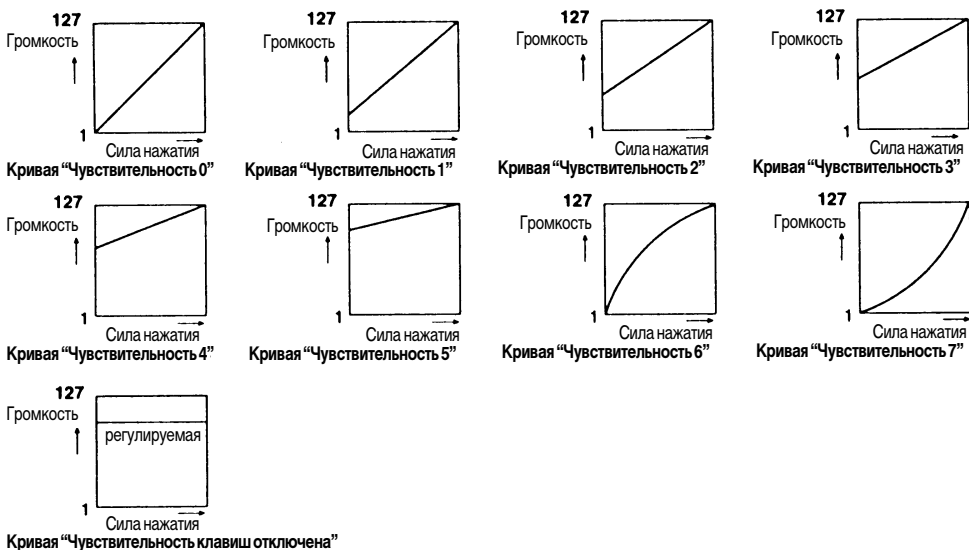 127
Громкость
1
Сила нажатия
Кривая “Чувствительность 0”
127
Громкость
1
Сила нажатия
Кривая “Чувствительность 1”
127
Громкость
1
Сила нажатия
Кривая “Чувствительность 2”
127
Громкость
1
Сила нажатия
Кривая “Чувствительность 3”
127
Громкость
1
Сила нажатия
Кривая “Чувствительность 4”
127
Громкость
1
Сила нажатия
Кривая “Чувствительность 5”
127
Громкость
1
Сила нажатия
Кривая “Чувствительность 6”
127
Громкость
1
Сила нажатия
Кривая “Чувствительность 7”
127
Громкость
регулируемая
1
Сила нажатия
Кривая “Чувствительность клавиш отключена”